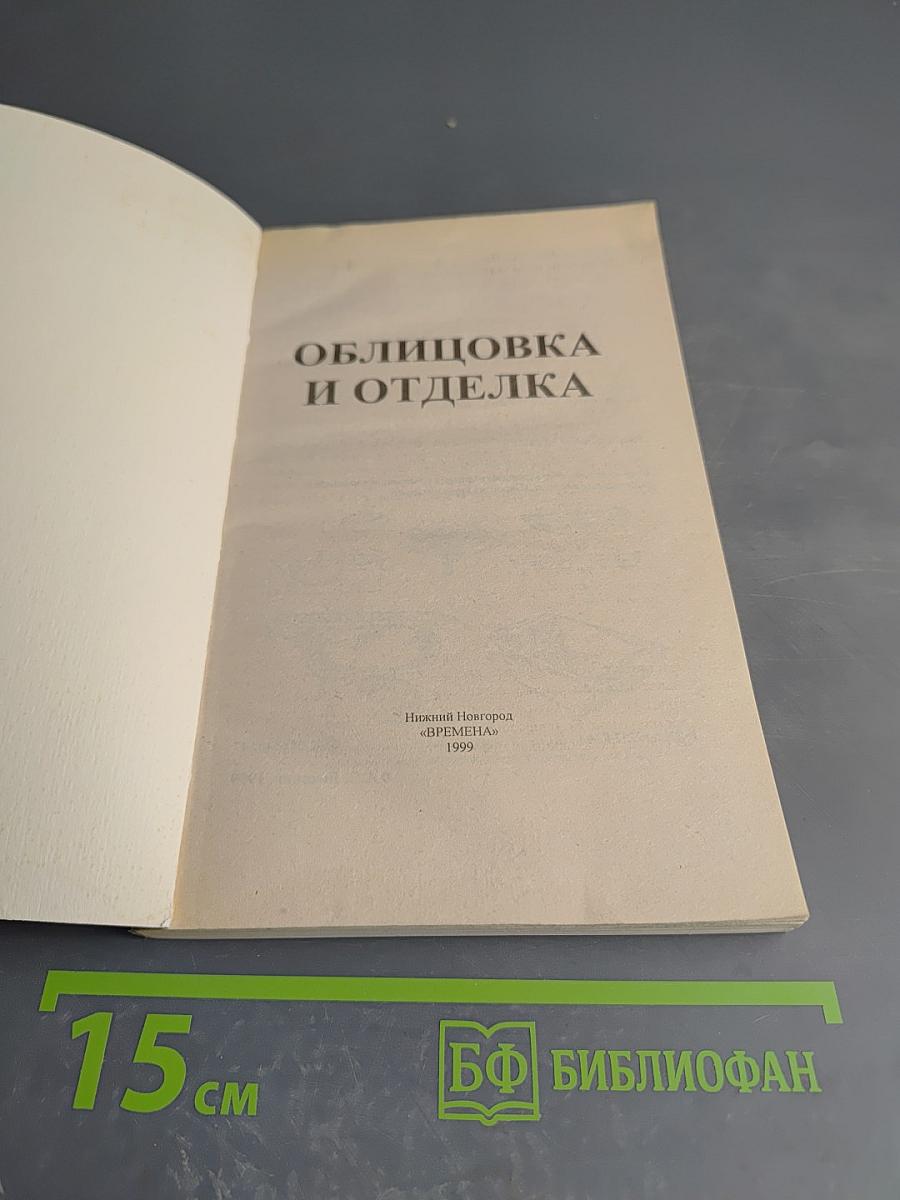 ОБЛИЦОВКА
И ОТДЕЛКА
Нижний Новгород
«ВРЕМЕНА»
1999
15 см
БФ БИБЛИОФАН